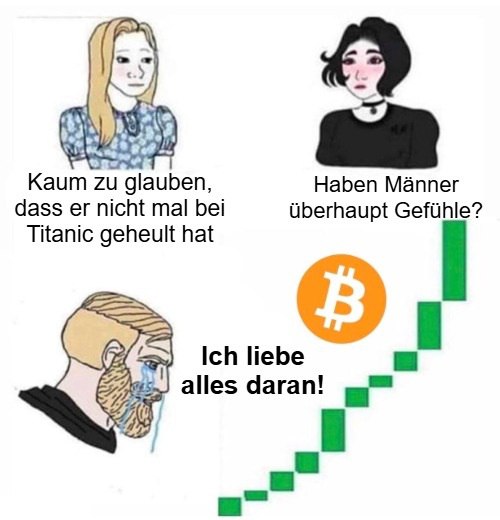 Kaum zu glauben,
dass er nicht mal bei
Titanic geheult hat
Haben Männer
überhaupt Gefühle?
Ich liebe
alles daran!